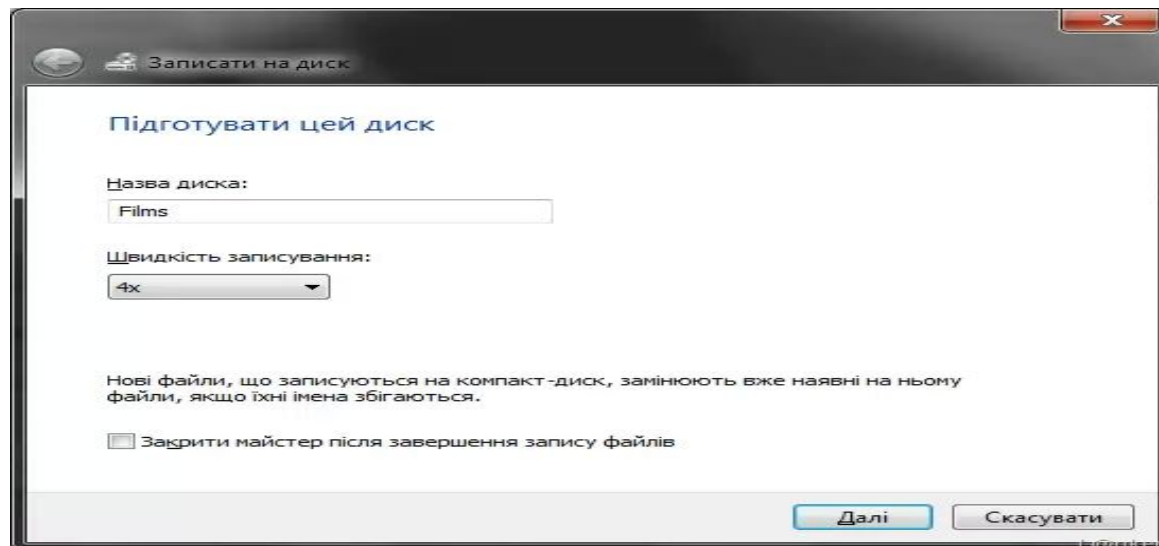 Записати на диск
Підготувати цей диск
Назва диска:
Films
Швидкість записування:
4x
Нові файли, що записуються на компакт-диск, замінюють вже наявні на ньому
файли, якщо їхні імена збігаються.
Закрити майстер після завершення запису файлів
Далі
Скасувати